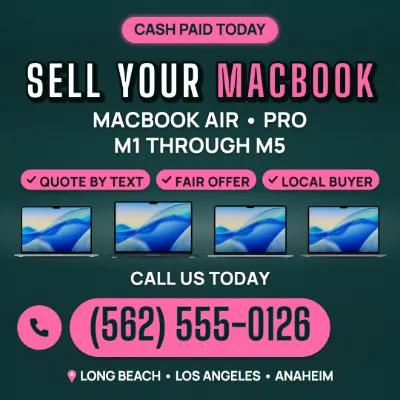 CASH PAID TODAY
SELL YOUR MACBOOK
MACBOOK AIR • PRO
M1 THROUGH M5
✓ QUOTE BY TEXT ✓ FAIR OFFER ✓ LOCAL BUYER
CALL US TODAY
(562) 555-0126
LONG BEACH • LOS ANGELES • ANAHEIM